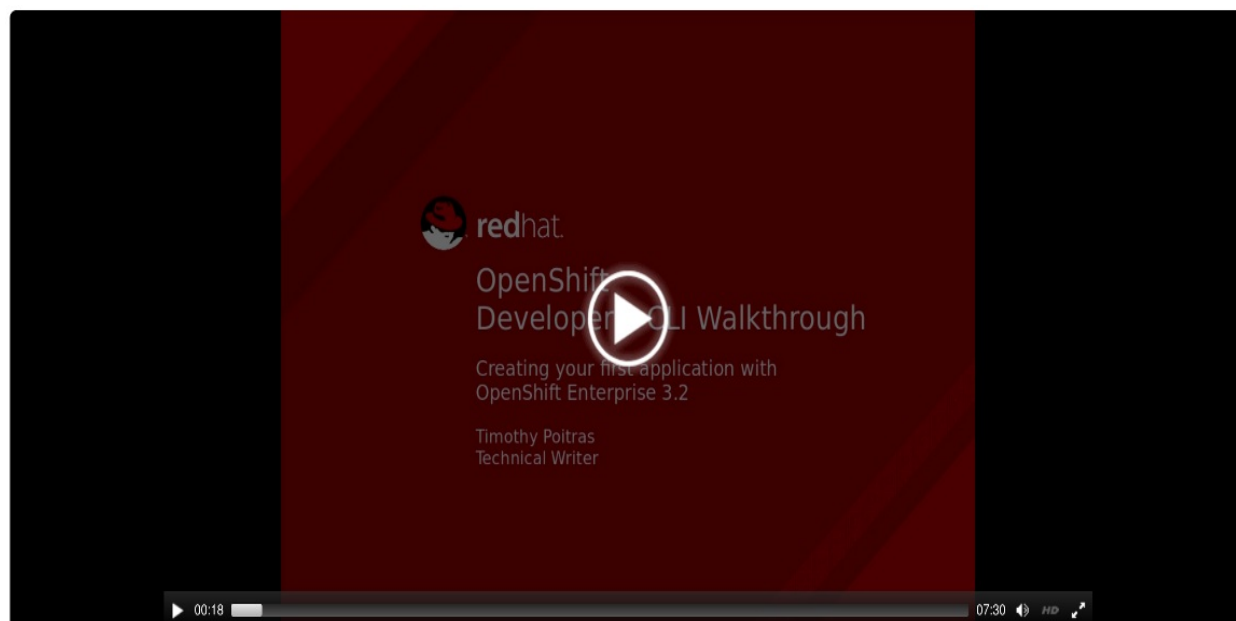 redhat.
OpenShift
Developer CLI Walkthrough
Creating your first application with
OpenShift Enterprise 3.2
Timothy Poitras
Technical Writer
00:18
07:30
HD